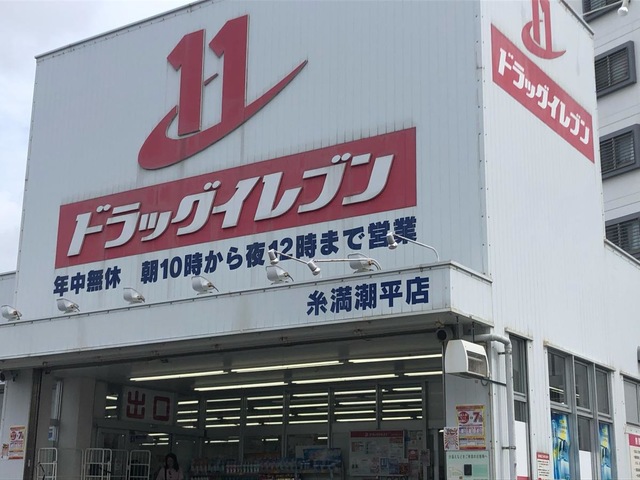 11
ドラッグイレブン
年中無休 朝10時から夜12時まで営業
糸満潮平店
出口
ドラッグイレブン